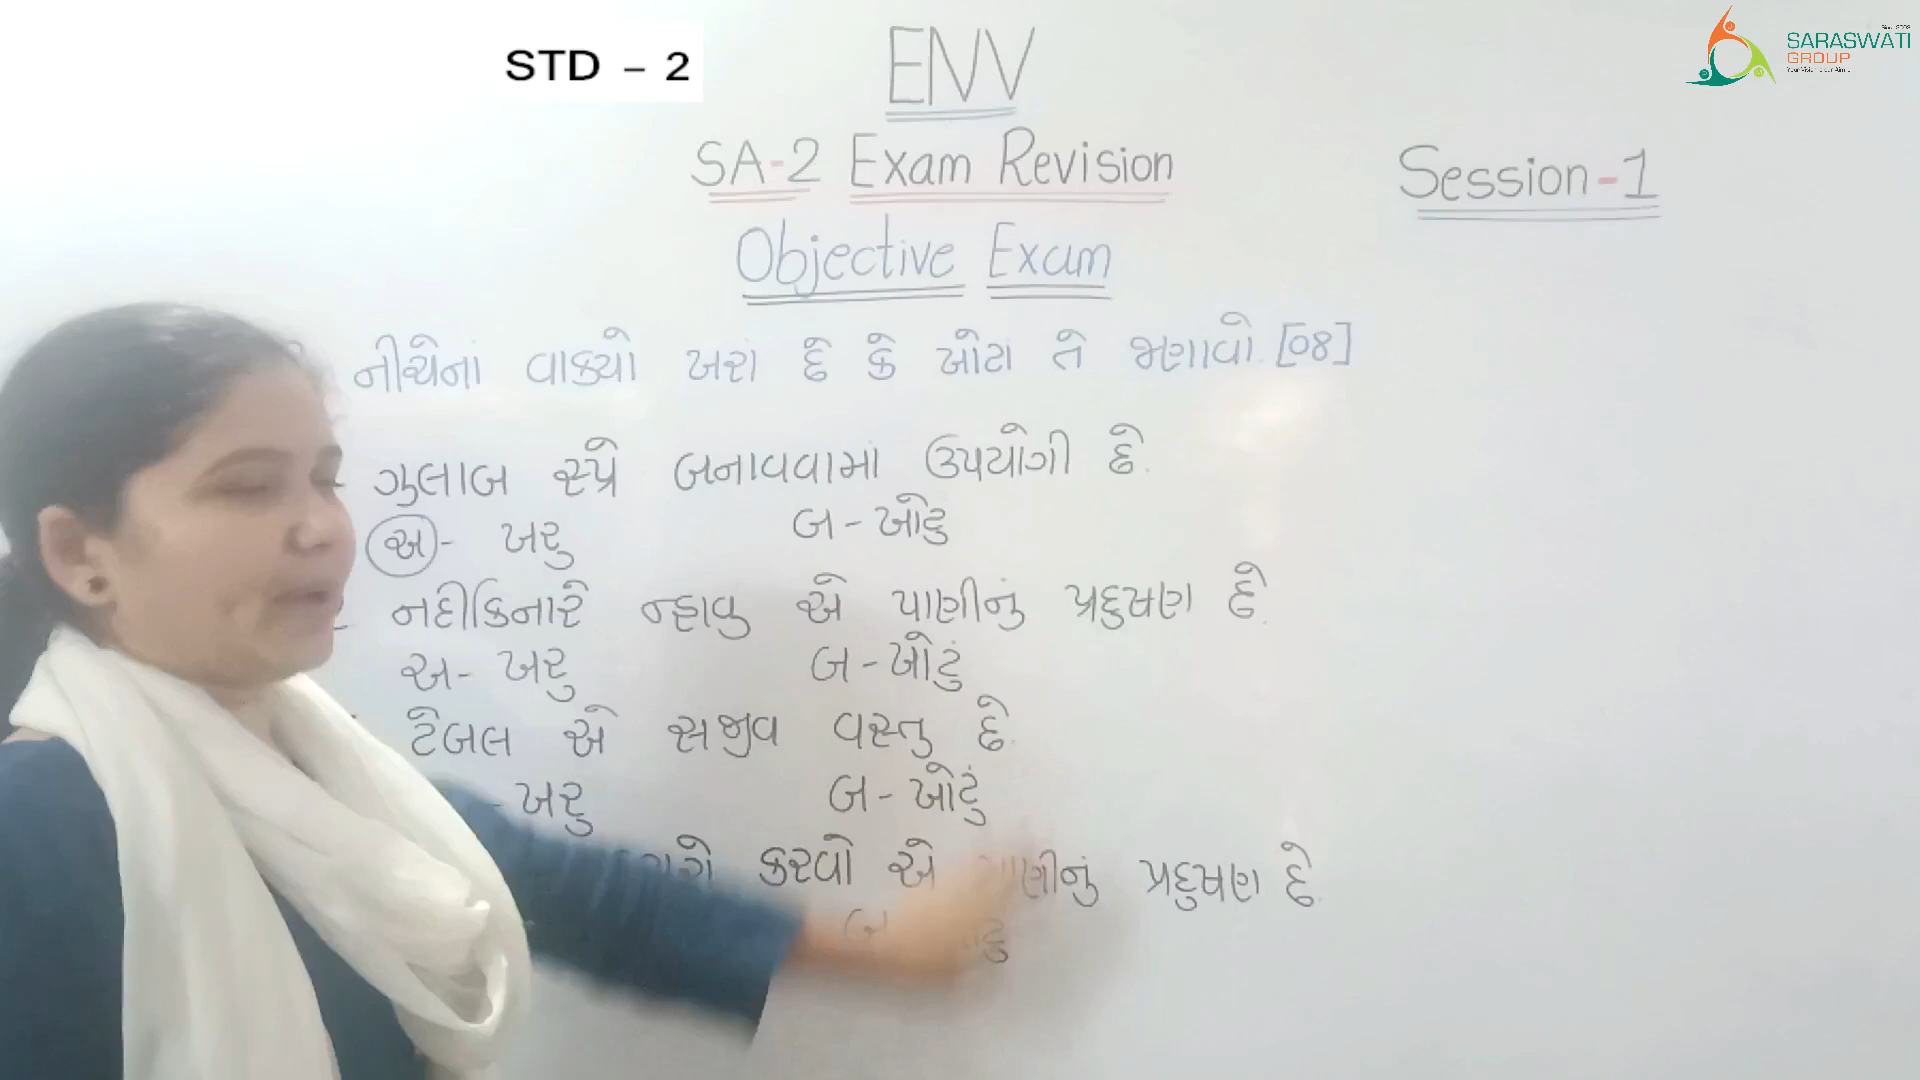 STD - 2
SARASWATI
GROUP
ENV
SA-2 Exam Revision
Session-1
Objective Exam
નીચેનાં વાક્યો ખરાં છે કે ખોટા તે જણાવો. [08]
ગુલાબ સ્પ્રે બનાવવામાં ઉપયોગી છે.
અ - ખરુ બ - ખોટુ
નદીકિનારે ન્હાવુ એ પાણીનું પ્રદુષણ છે.
અ - ખરુ બ - ખોટું
ટેબલ એ સજીવ વસ્તુ છે.
- ખરુ બ - ખોટું
કરવો એ પ્રદુષણ છે.
બ